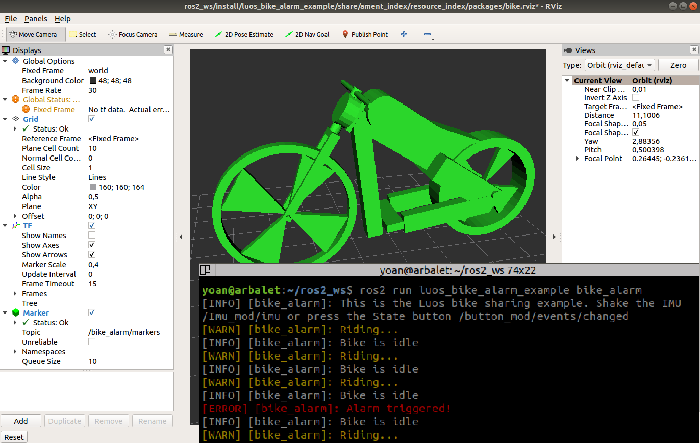 ros2_ws/install/luos_bike_alarm_example/share/ament_index/resource_index/packages/bike.rviz* - RViz
File Panels Help
Move Camera Select Focus Camera Measure 2D Pose Estimate 2D Nav Goal Publish Point
Displays
Global Options
Fixed Frame world
Background Color 48; 48; 48
Frame Rate 30
Global Status: ...
Fixed Frame No tf data. Actual err...
Grid
Status: Ok
Reference Frame <Fixed Frame>
Plane Cell Count 10
Normal Cell Co... 0
Cell Size 1
Line Style Lines
Color 160; 160; 164
Alpha 0,5
Plane XY
Offset 0; 0; 0
TF
Show Names
Show Axes
Show Arrows
Marker Scale 0,4
Update Interval 0
Frame Timeout 15
Frames
Tree
Marker
Status: Ok
Topic /bike_alarm/markers
Unreliable
Namespaces
Queue Size 10
Add Duplicate Remove Rename
Reset
Views
Type: Orbit (rviz_defau Zero
Current View Orbit (rviz)
Near Clip ... 0,01
Invert Z Axis
Target Fra... <Fixed Frame>
Distance 11,1006
Focal Shap... 0,05
Focal Shap...
Yaw 2,88356
Pitch 0,500398
Focal Point 0.26445; -0.2361...
yoan@arbalet: ~/ros2_ws 74x22
yoan@arbalet:~/ros2_ws$ ros2 run luos_bike_alarm_example bike_alarm
[INFO] [bike_alarm]: This is the Luos bike sharing example. Shake the IMU
/Imu_mod/imu or press the State button /button_mod/events/changed
[WARN] [bike_alarm]: Riding...
[INFO] [bike_alarm]: Bike is idle
[WARN] [bike_alarm]: Riding...
[INFO] [bike_alarm]: Bike is idle
[WARN] [bike_alarm]: Riding...
[INFO] [bike_alarm]: Bike is idle
[ERROR] [bike_alarm]: Alarm triggered!
[INFO] [bike_alarm]: Bike is idle
[WARN] [bike_alarm]: Riding...